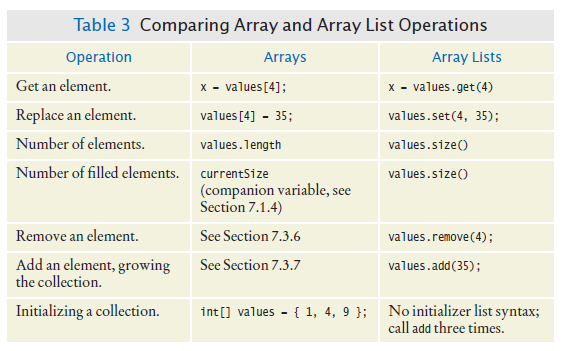 Table 3 Comparing Array and Array List Operations
Operation Arrays Array Lists
Get an element. x = values[4]; x = values.get(4)
Replace an element. values[4] = 35; values.set(4, 35);
Number of elements. values.length values.size()
Number of filled elements. currentSize values.size()
(companion variable, see
Section 7.1.4)
Remove an element. See Section 7.3.6 values.remove(4);
Add an element, growing See Section 7.3.7 values.add(35);
the collection.
Initializing a collection. int[] values = { 1, 4, 9 }; No initializer list syntax;
call add three times.